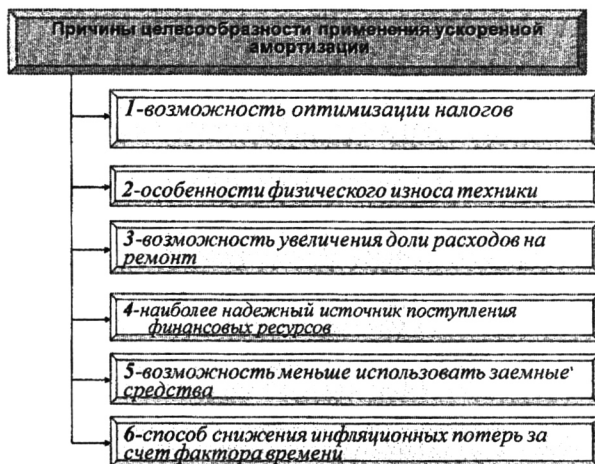 Причины целесообразности применения ускоренной
амортизации
1-возможность оптимизации налогов
2-особенности физического износа техники
3-возможность увеличения доли расходов на
ремонт
4-наиболее надежный источник поступления
финансовых ресурсов
5-возможность меньше использовать заемные
средства
6-способ снижения инфляционных потерь за
счет фактора времени